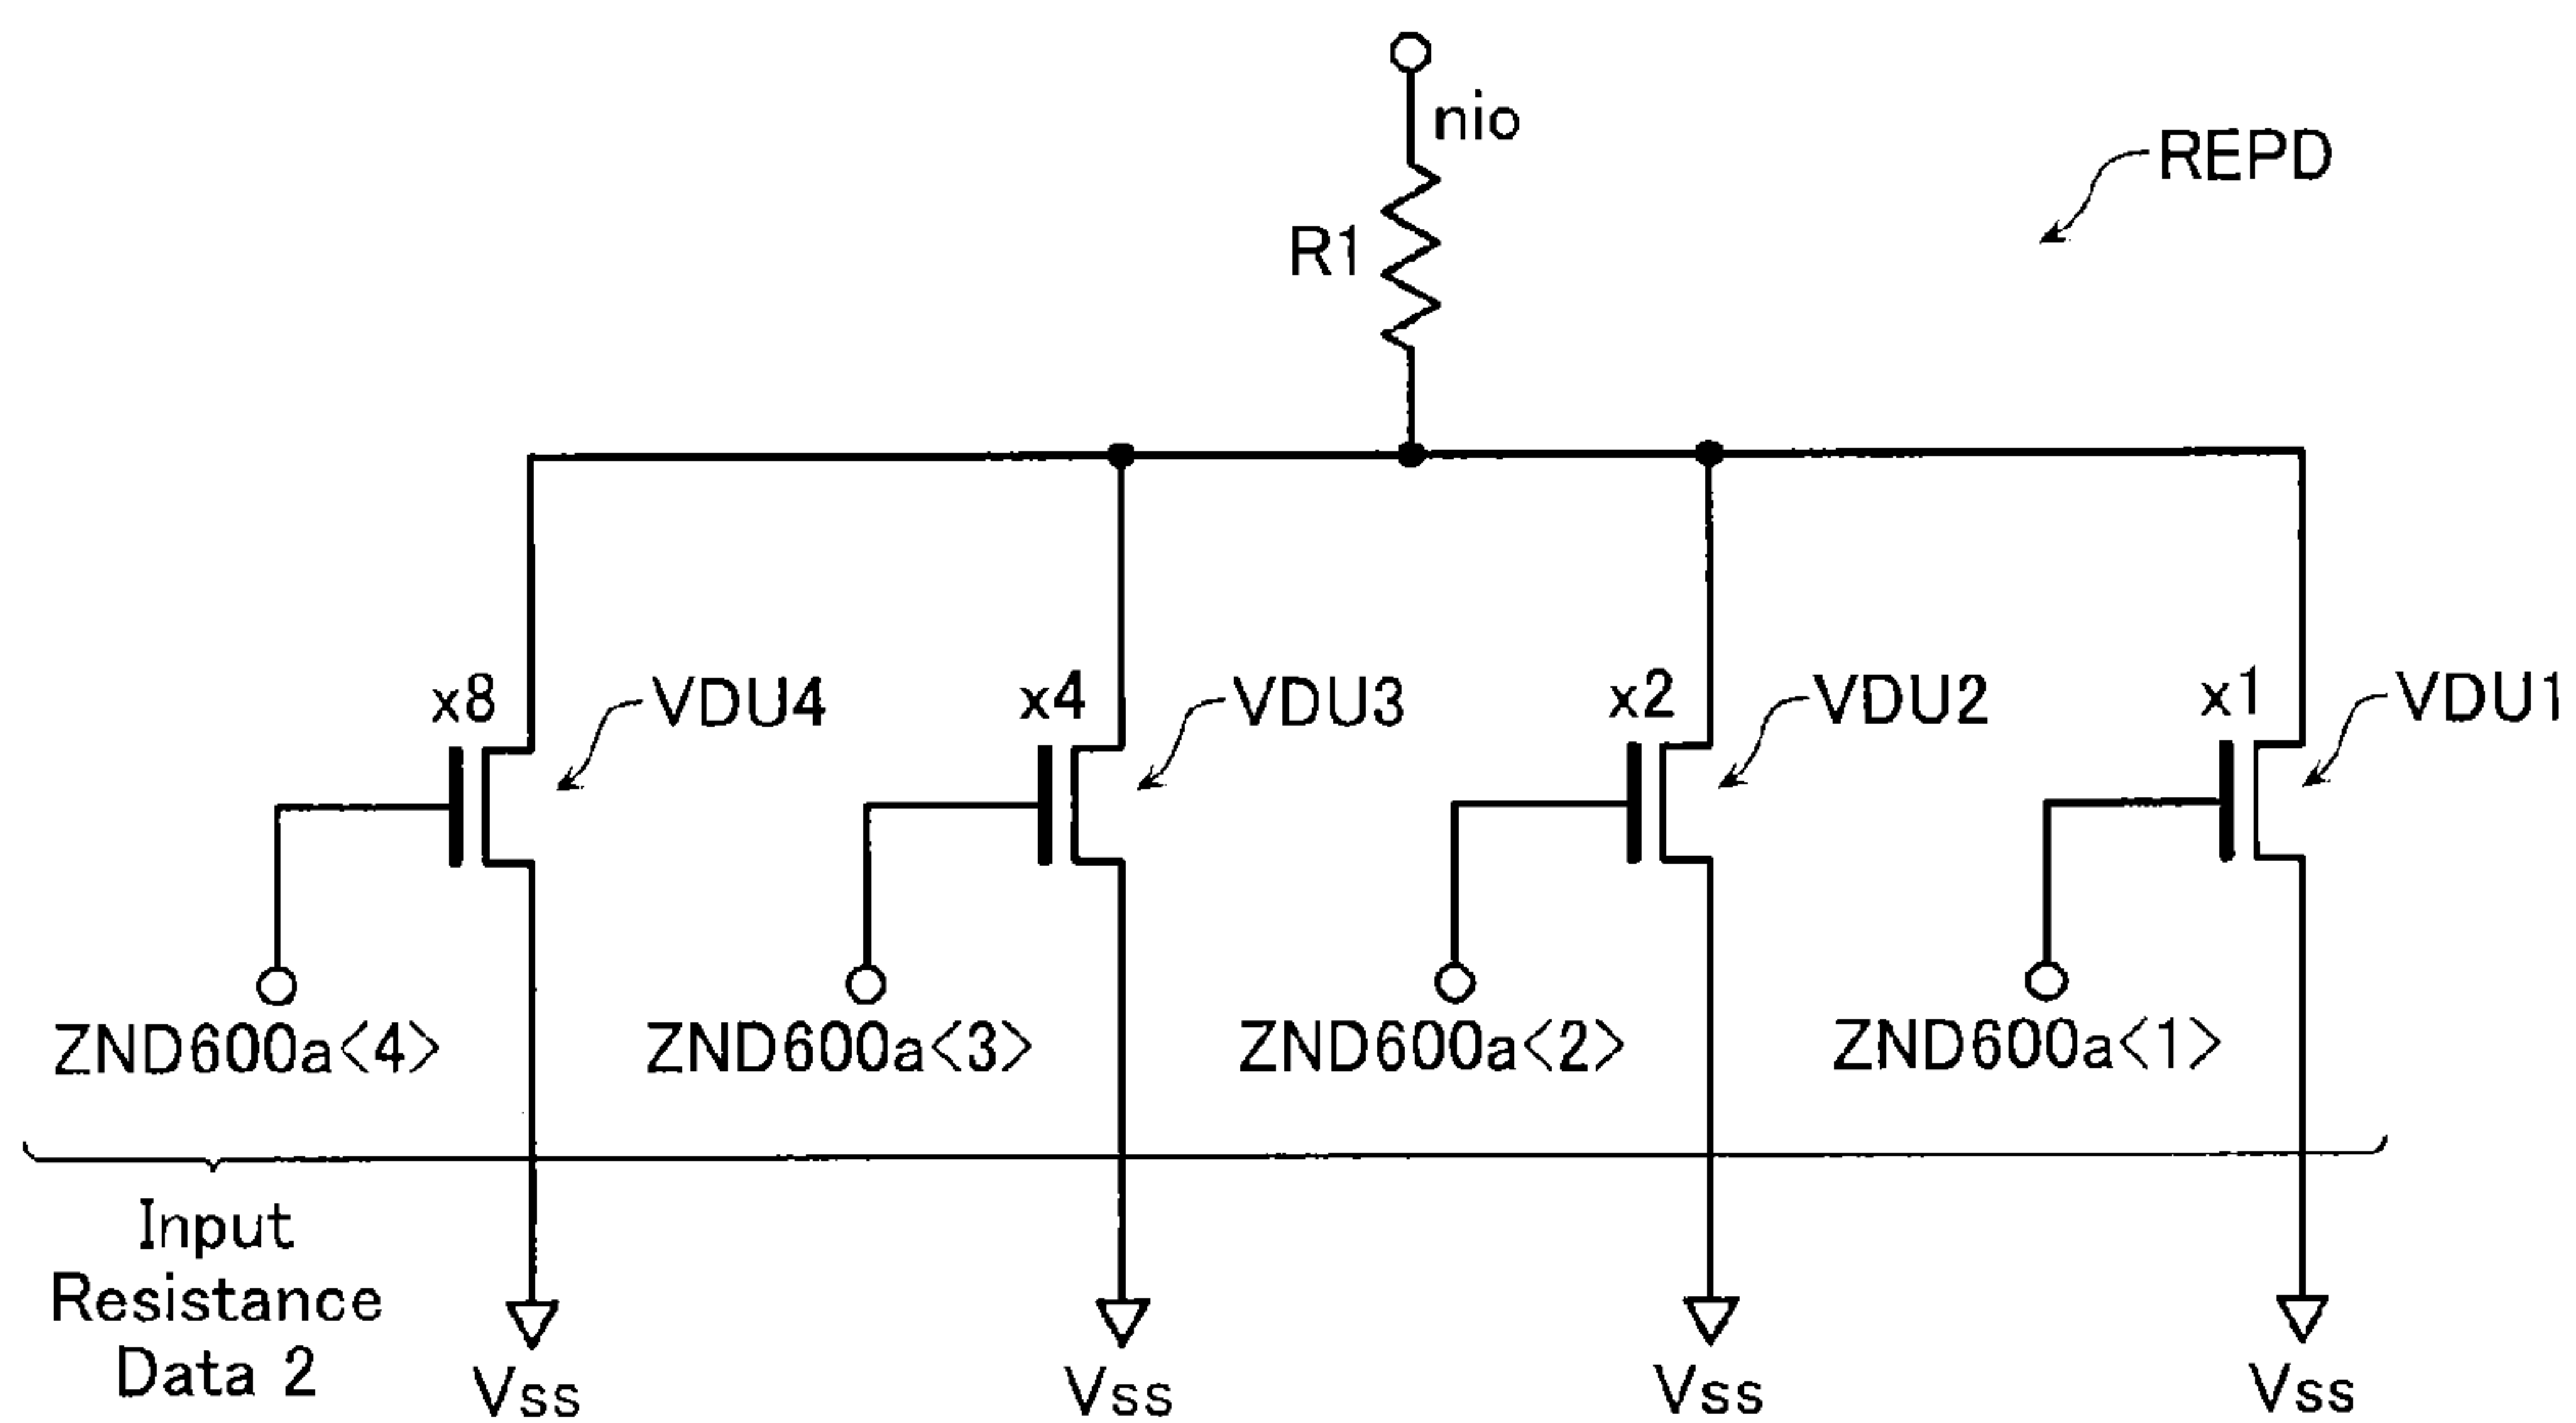 nio
REPD
R1
x8
VDU4
x4
VDU3
x2
VDU2
x1
VDU1
ZND600a<4>
ZND600a<3>
ZND600a<2>
ZND600a<1>
Input
Resistance
Data 2
Vss
Vss
Vss
Vss